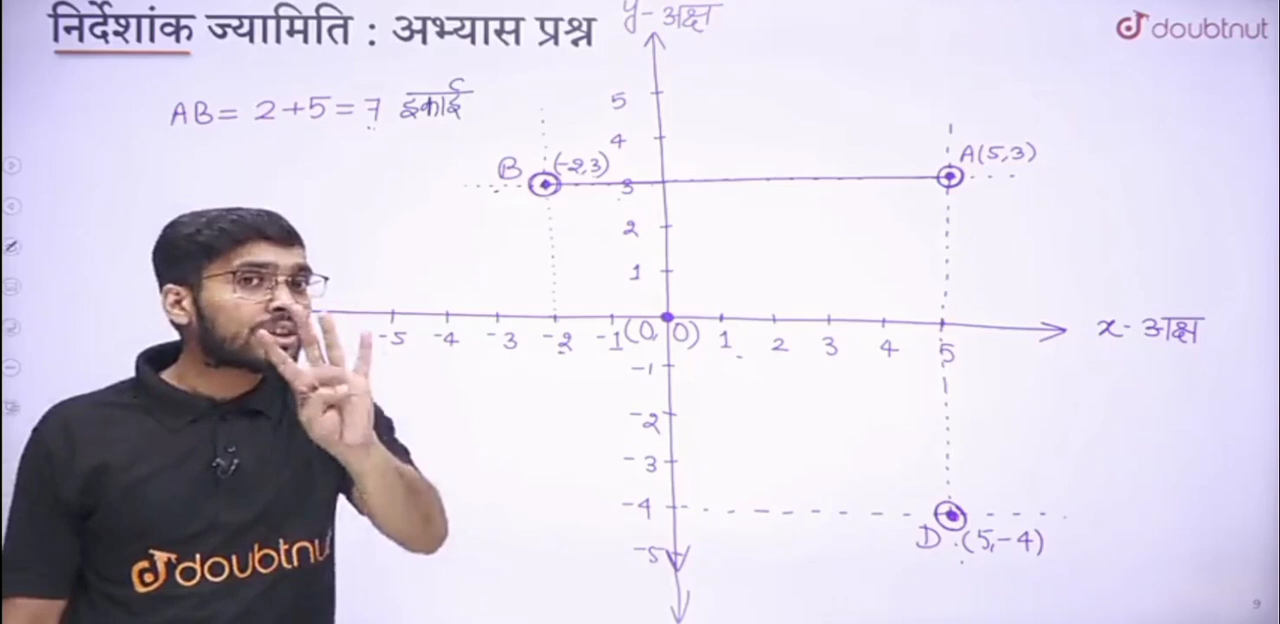 निर्देशांक ज्यामिति : अभ्यास प्रश्न
y-अक्ष
doubtnut
AB = 2+5 = 7 इकाई
5
4
B (-2,3)
3
A(5,3)
2
1
-5 -4 -3 -2 -1 (0,0) 1 2 3 4 5
x-अक्ष
-1
-2
-3
-4
D (5,-4)
-5
doubtnut
9